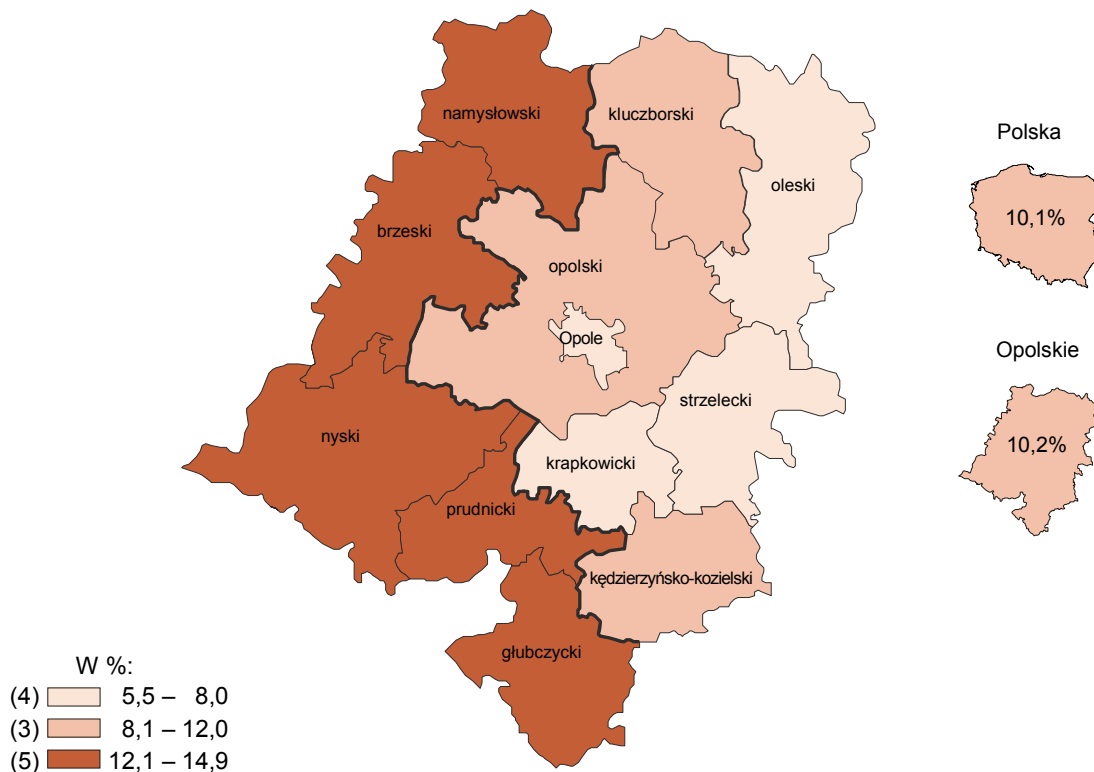 namysłowski
kluczborski
oleski
brzeski
opolski
Opole
strzelecki
nyski
krapkowicki
prudnicki
kędzierzyńsko-kozielski
głubczycki
Polska
10,1%
Opolskie
10,2%
W %:
(4) 5,5 – 8,0
(3) 8,1 – 12,0
(5) 12,1 – 14,9